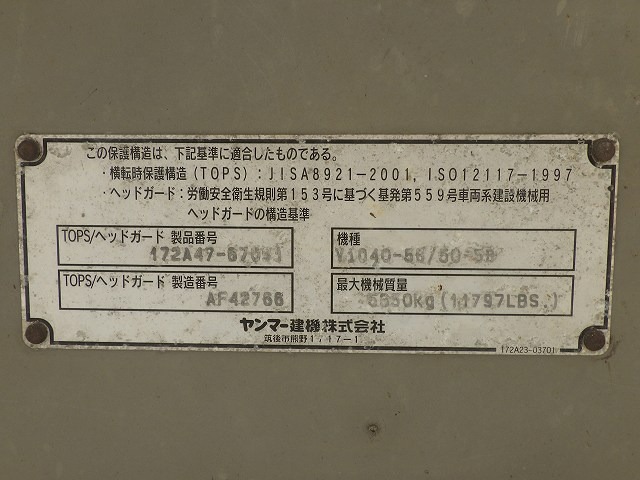 この保護構造は、下記基準に適合したものである。
・横転時保護構造(TOPS):JISA8921-2001, ISO12117-1997
・ヘッドガード:労働安全衛生規則第153号に基づく基発第559号車両系建設機械用
ヘッドガードの構造基準
TOPS/ヘッドガード 製品番号
機種
TOPS/ヘッドガード 製造番号
AF42766
最大機械質量
(11797LBS.)
ヤンマー建機株式会社
筑後市熊野1717-1
172A23-03701